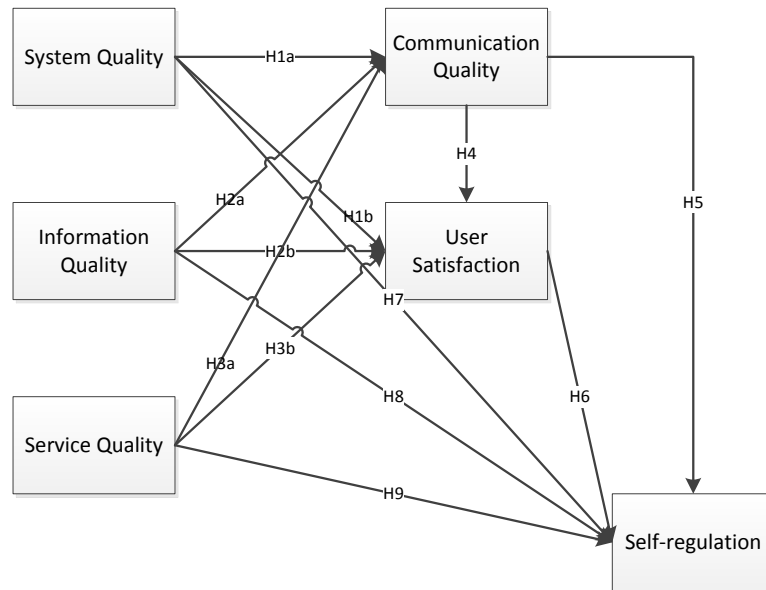 System Quality
H1a
Communication
Quality
H4
H2a
H1b
H5
Information
Quality
H2b
User
Satisfaction
H7
H3b
H3a
H8
H6
Service Quality
H9
Self-regulation